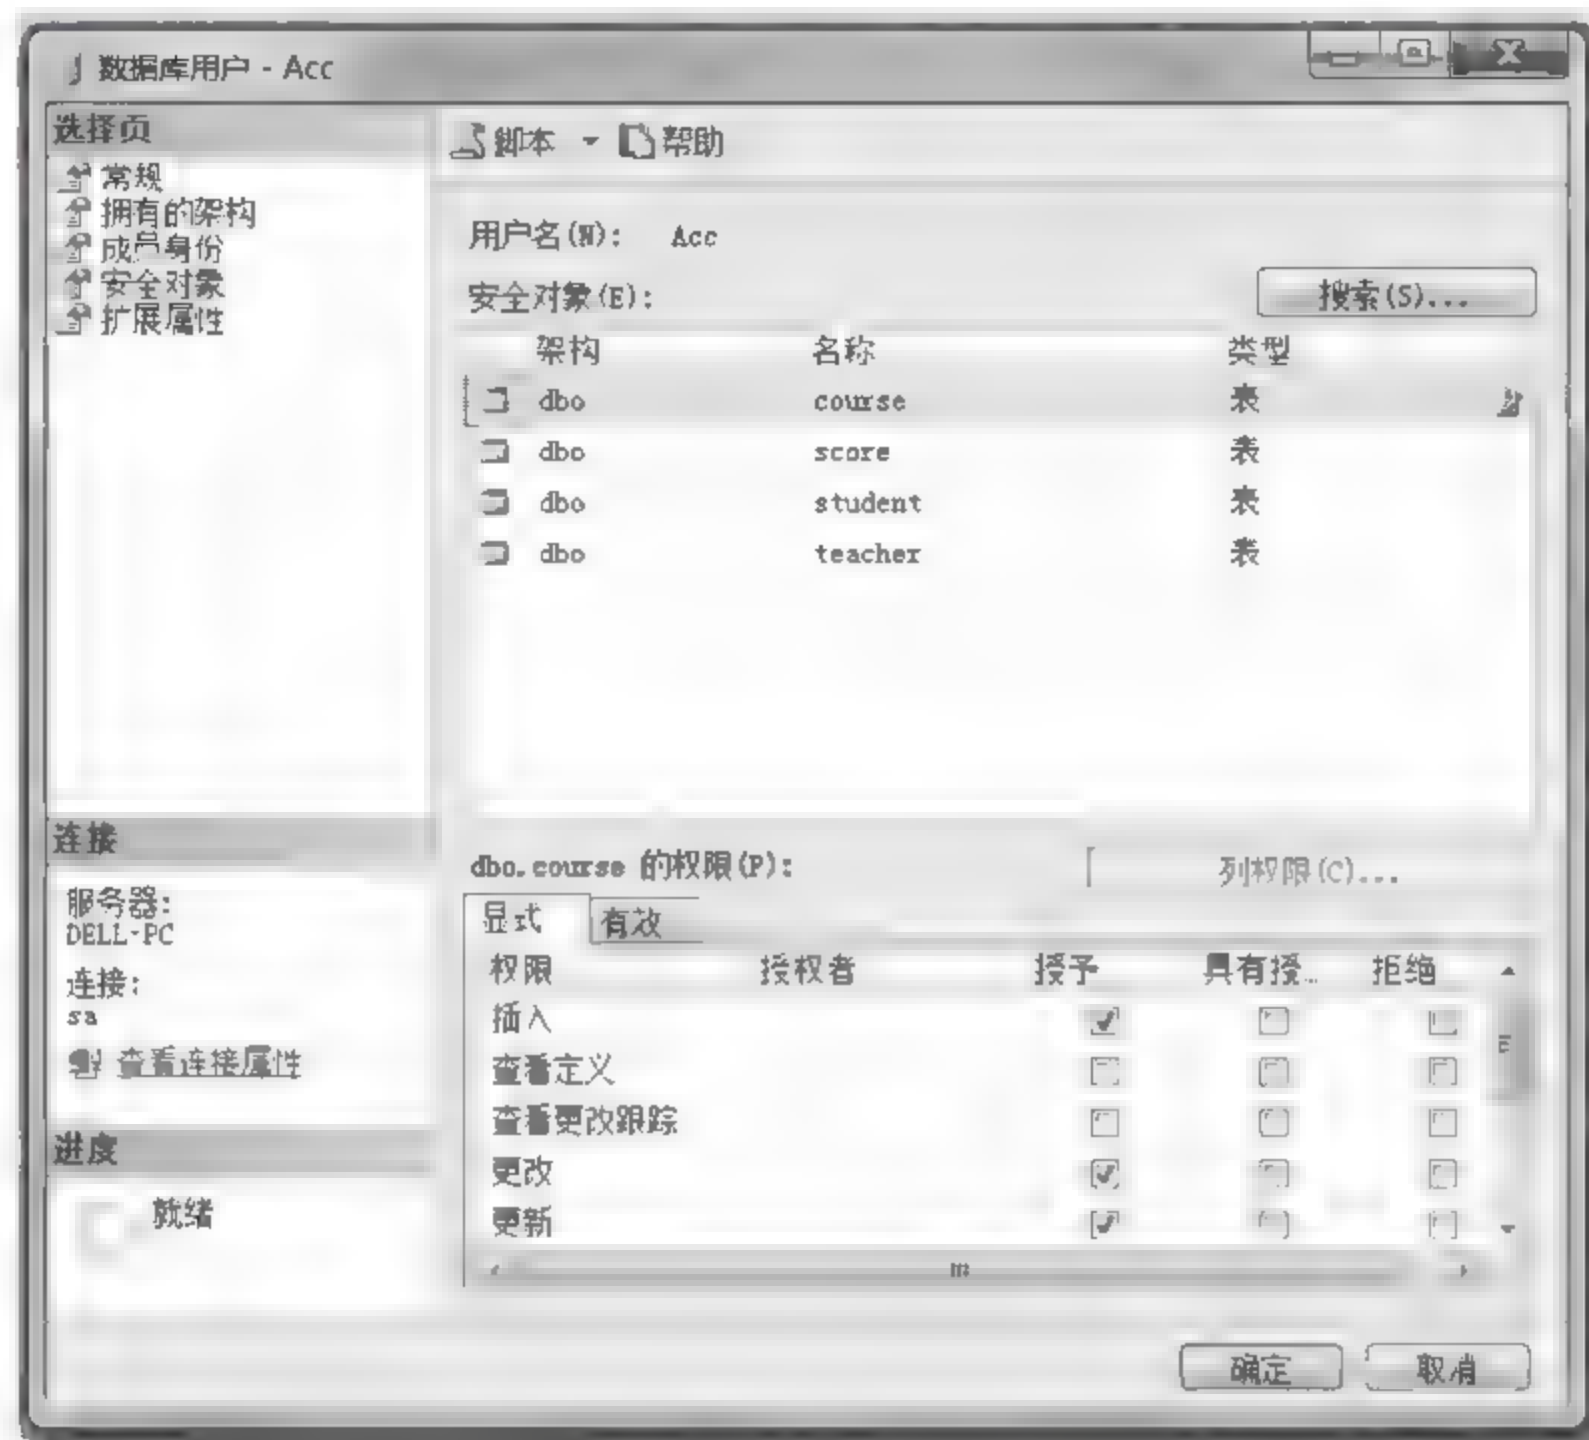 数据库用户 - Acc
选择页
常规
拥有的架构
成员身份
安全对象
扩展属性
脚本 帮助
用户名(N): Acc
安全对象(E): 搜索(S)...
架构 名称 类型
dbo course 表
dbo score 表
dbo student 表
dbo teacher 表
连接
服务器:
DELL-PC
连接:
sa
查看连接属性
进度
就绪
dbo.course 的权限(P): 列权限(C)...
显式 有效
权限 授权者 授予 具有授... 拒绝
插入
查看定义
查看更改跟踪
更改
更新
确定 取消